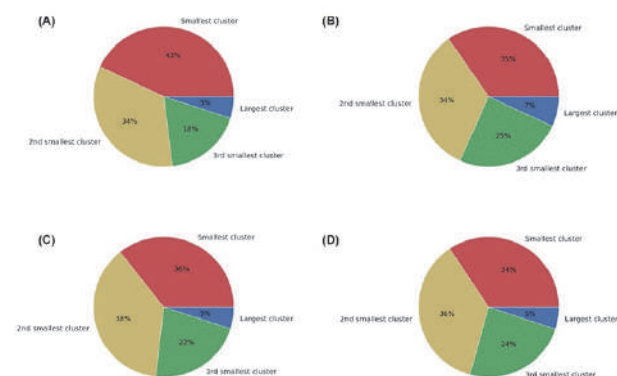 (A)
Smallest cluster
43%
34%
5%
18%
Largest cluster
2nd smallest cluster
3rd smallest cluster
(B)
Smallest cluster
35%
34%
7%
25%
2nd smallest cluster
Largest cluster
3rd smallest cluster
(C)
Smallest cluster
36%
38%
5%
22%
2nd smallest cluster
Largest cluster
3rd smallest cluster
(D)
Smallest cluster
34%
36%
5%
24%
2nd smallest cluster
Largest cluster
3rd smallest cluster